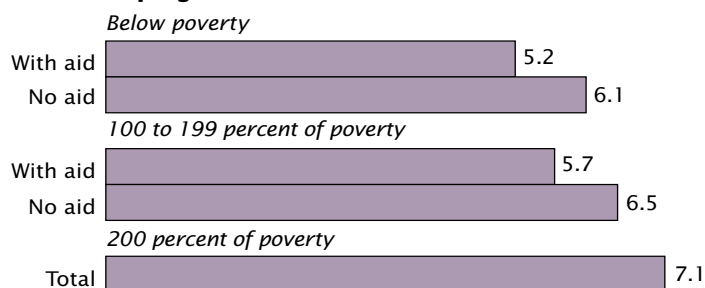 Below poverty
With aid 5.2
No aid 6.1
100 to 199 percent of poverty
With aid 5.7
No aid 6.5
200 percent of poverty
Total 7.1